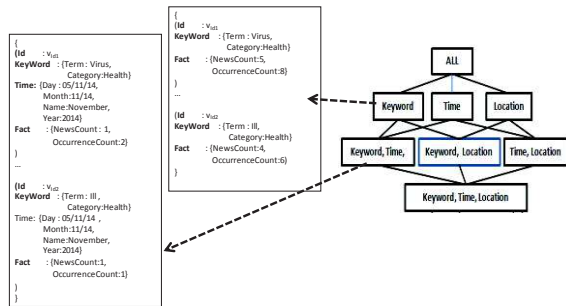 {
(Id : vid1
KeyWord : {Term : Virus,
Category:Health}
Time: {Day : 05/11/14 ,
Month:11/14,
Name:November,
Year:2014}
Fact : {NewsCount : 1,
OccurrenceCount:2}
)
...
(Id : vid2
KeyWord : {Term : Ill ,
Category:Health}
Time: {Day : 05/11/14 ,
Month:11/14,
Name:November,
Year:2014}
Fact : {NewsCount:1,
OccurrenceCount:1}
)
}
{
(Id : vid1
KeyWord : {Term : Virus,
Category:Health}
Fact : {NewsCount:5,
OccurrenceCount:8}
)
...
(Id : vid2
KeyWord : {Term : Ill,
Category:Health}
Fact : {NewsCount:4,
OccurrenceCount:6}
}
ALL
Keyword Time Location
Keyword, Time, Keyword, Location Time, Location
Keyword, Time, Location